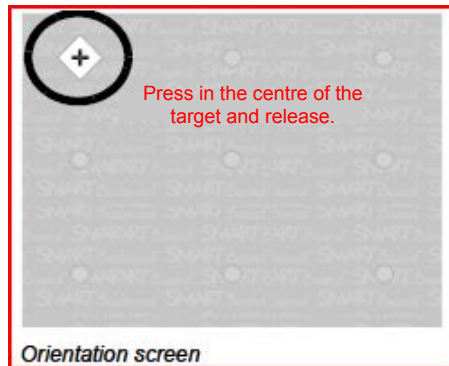 Press in the centre of the
target and release.
Orientation screen